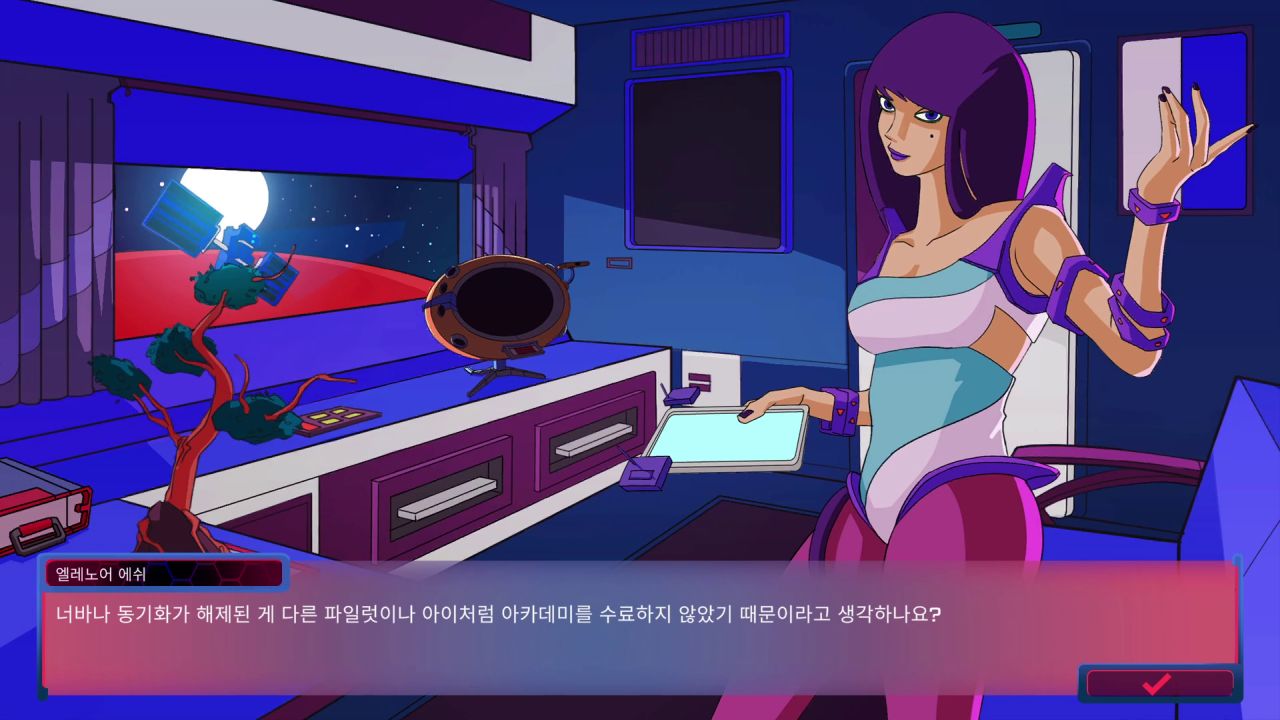 엘레노어 에쉬
너바나 동기화가 해제된 게 다른 파일럿이나 아이처럼 아카데미를 수료하지 않았기 때문이라고 생각하나요?